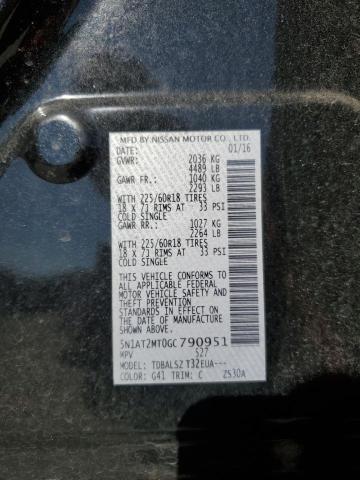 MFD BY NISSAN MOTOR CO., LTD.
DATE: 01/16
GVWR: 2036 KG
4489 LB
GAWR FR: 1040 KG
2293 LB
WITH 225/60R18 TIRES
18 x 7J RIMS AT 33 PSI
COLD SINGLE
GAWR RR: 1027 KG
2264 LB
WITH 225/60R18 TIRES
18 x 7J RIMS AT 33 PSI
COLD SINGLE
THIS VEHICLE CONFORMS TO
ALL APPLICABLE FEDERAL
MOTOR VEHICLE SAFETY AND
THEFT PREVENTION
STANDARDS IN EFFECT ON THE
DATE OF MANUFACTURE SHOWN
ABOVE.
5N1AT2MT0GC790951
MPV S27
MODEL: TDBALSZ T32EUA---
COLOR: G41 TRIM: C ZS30A